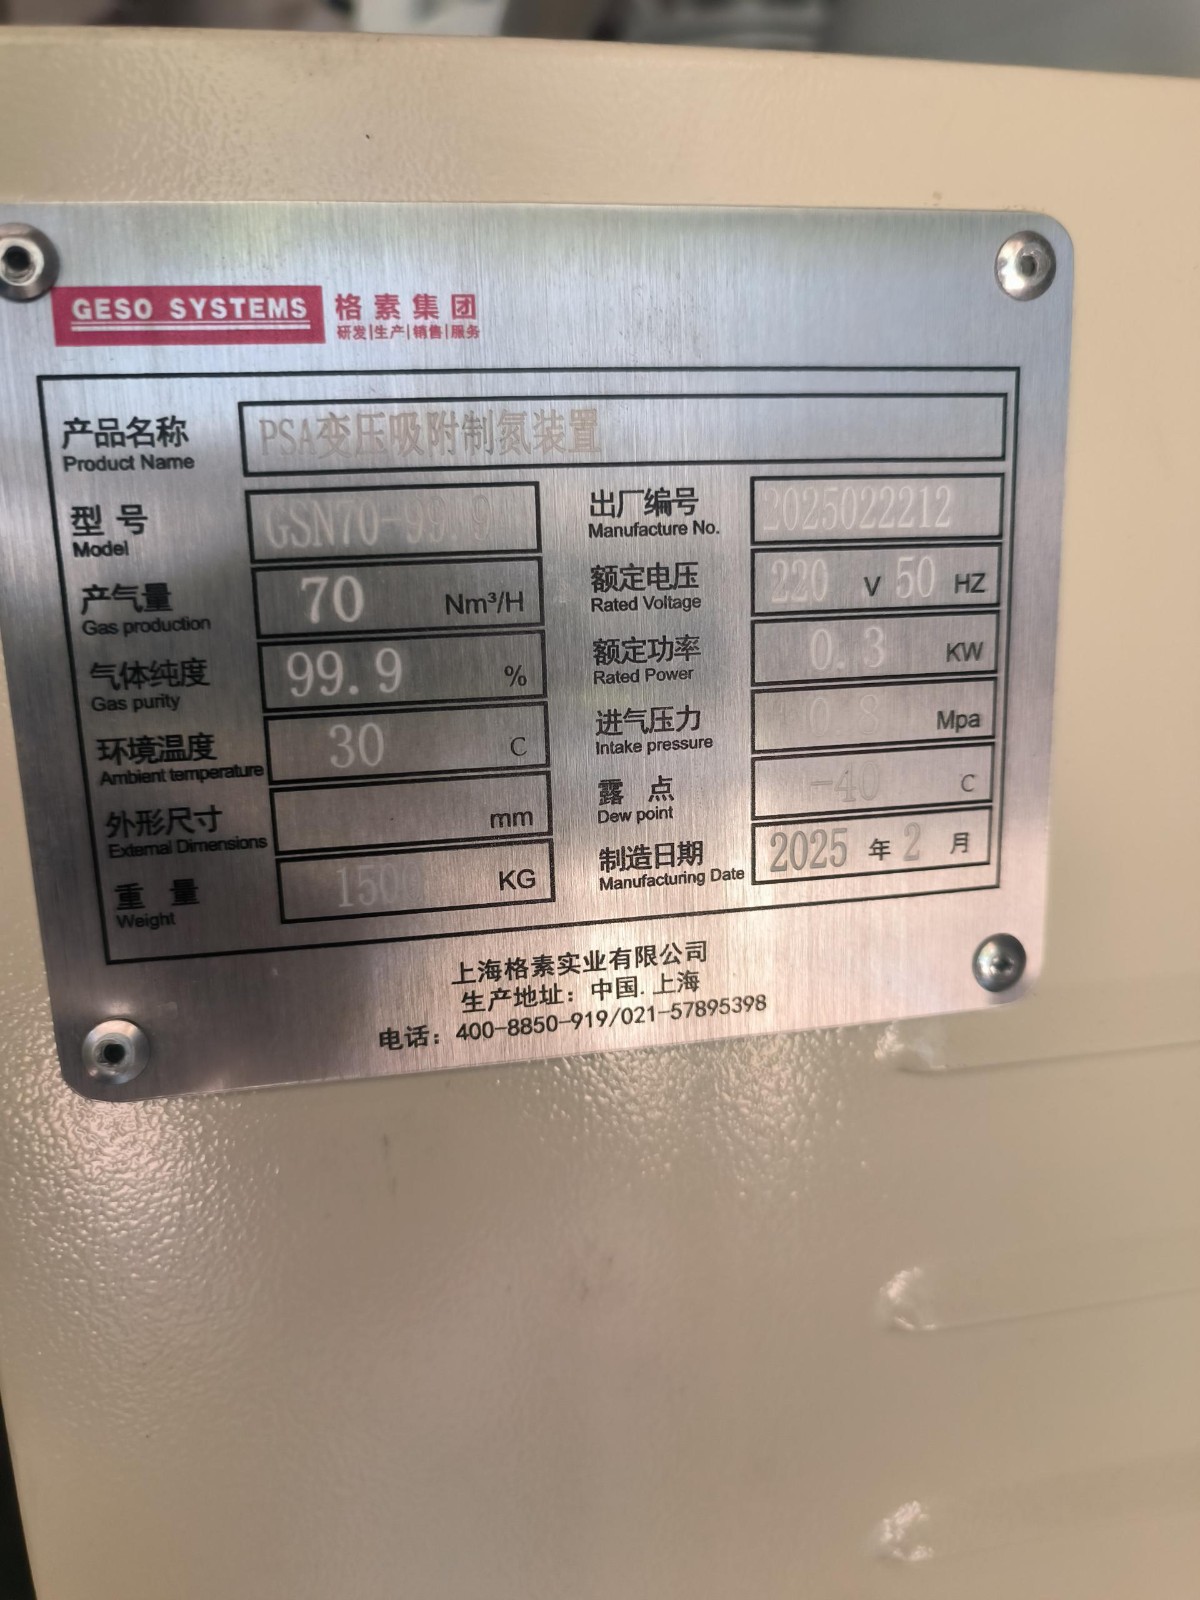 GESO SYSTEMS 格素集团
研发|生产|销售|服务
产品名称 PSA变压吸附制氮装置
Product Name
型号 GSN70-99.9 出厂编号 2025022212
Model Manufacture No.
产气量 70 Nm³/H 额定电压 220 V 50 HZ
Gas production Rated Voltage
气体纯度 99.9 % 额定功率 0.3 KW
Gas purity Rated Power
环境温度 30 C 进气压力 0.8 Mpa
Ambient temperature Intake pressure
外形尺寸 mm 露点 -40 C
External Dimensions Dew point
重量 1500 KG 制造日期 2025 年 2 月
Weight Manufacturing Date
上海格素实业有限公司
生产地址：中国.上海
电话：400-8850-919/021-57895398